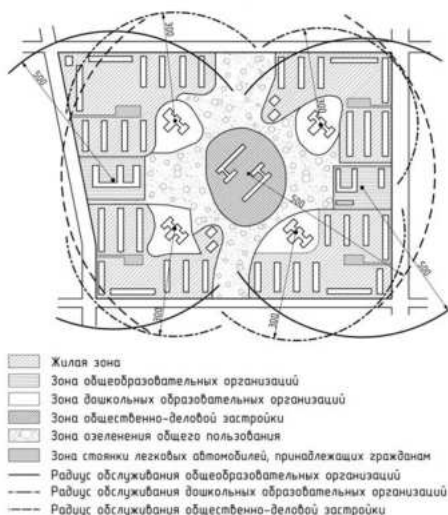 300
500
300
500
500
300
300
Жилая зона
Зона общеобразовательных организаций
Зона дошкольных образовательных организаций
Зона общественно-деловой застройки
Зона озеленения общего пользования
Зона стоянки легковых автомобилей, принадлежащих гражданам
Радиус обслуживания общеобразовательных организаций
Радиус обслуживания дошкольных образовательных организаций
Радиус обслуживания общественно-деловой застройки